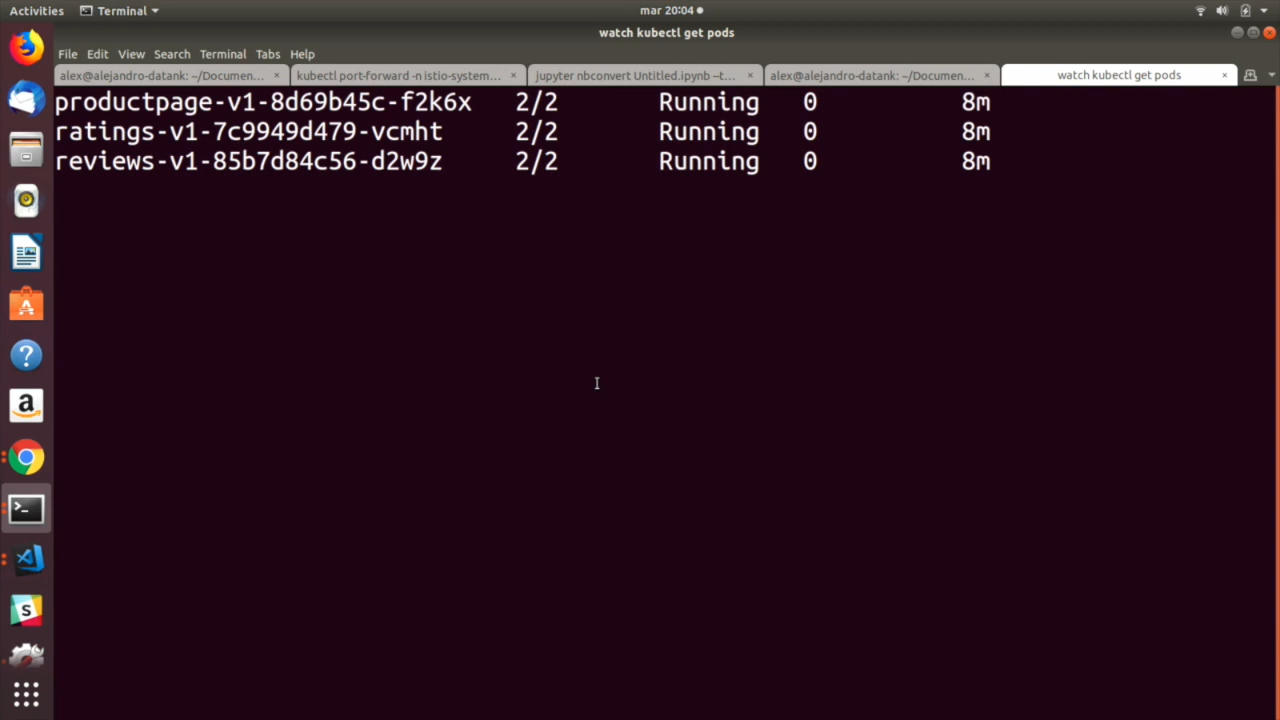 Activities Terminal mar 20:04
watch kubectl get pods
File Edit View Search Terminal Tabs Help
alex@alejandro-datank: ~/Documen... × kubectl port-forward -n istio-system... × jupyter nbconvert Untitled.ipynb --t... × alex@alejandro-datank: ~/Documen... × watch kubectl get pods ×
productpage-v1-8d69b45c-f2k6x 2/2 Running 0 8m
ratings-v1-7c9949d479-vcmht 2/2 Running 0 8m
reviews-v1-85b7d84c56-d2w9z 2/2 Running 0 8m